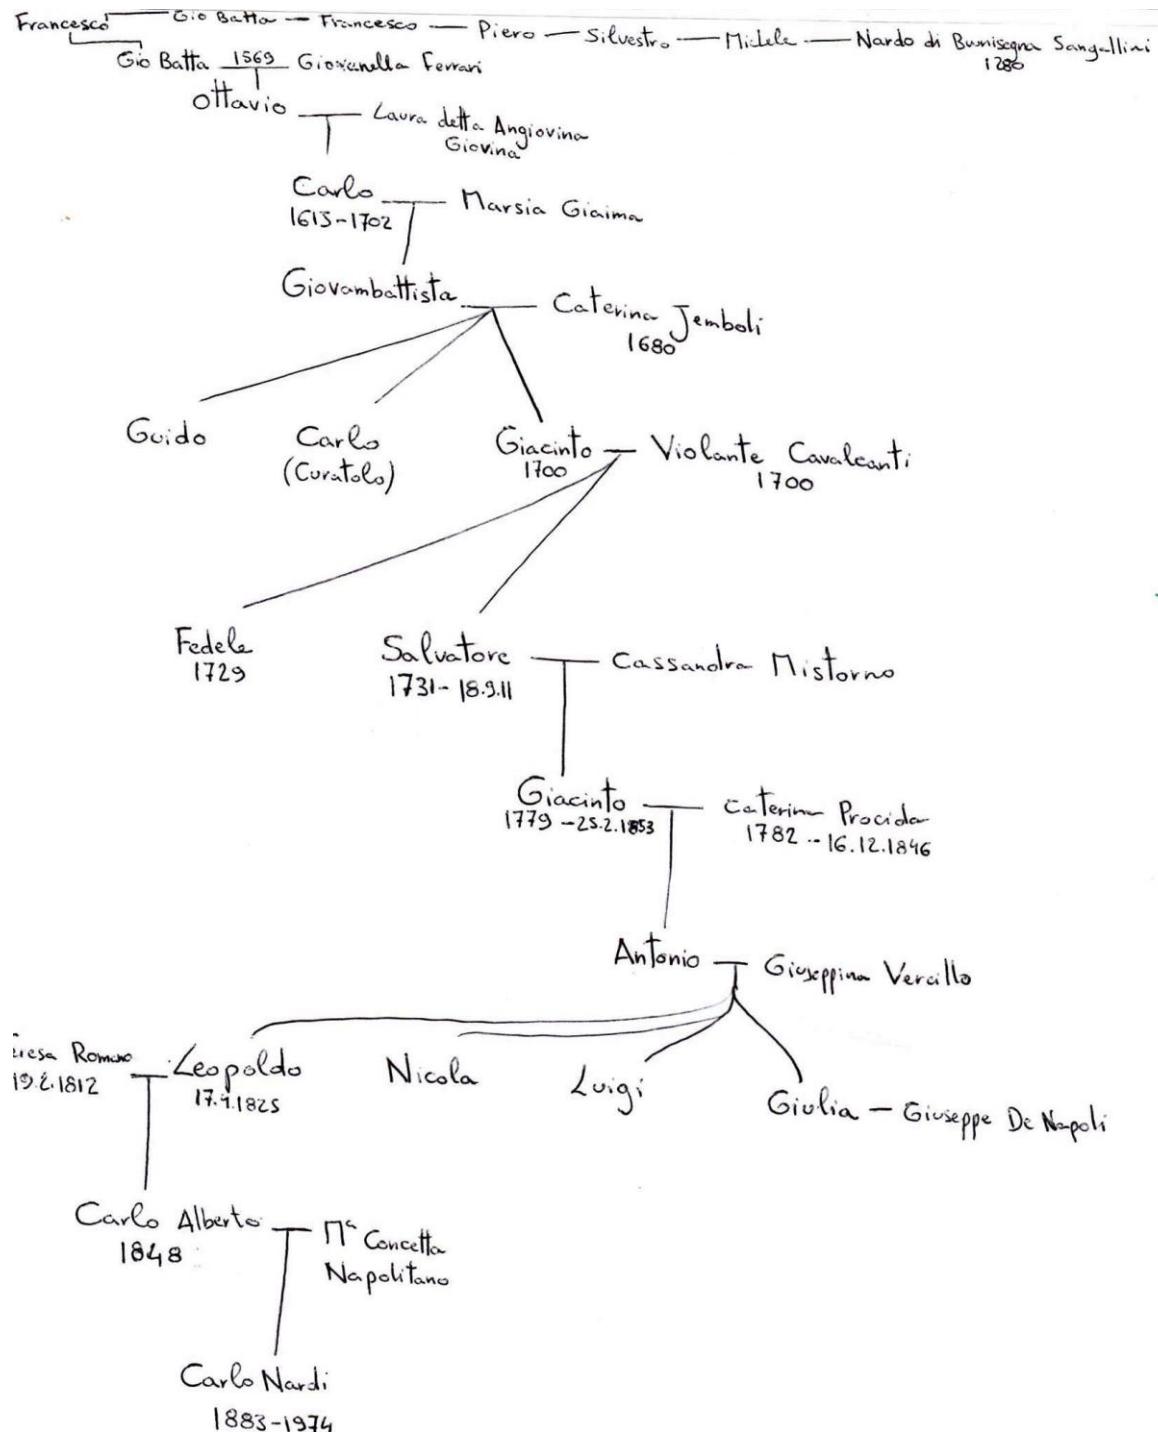 Francesco Gio Batta — Francesco — Piero — Silvestro — Michele — Nardo di Bunisegna Sangallini
1280
Gio Batta 1569 Giovanella Ferrari
Ottavio Laura detta Angiovina
Giovina
Carlo Marsia Giaima
1615-1702
Giovambattista Caterina Jemboli
1680
Guido Carlo Giacinto — Violante Cavalcanti
(Curatolo) 1700 1700
Fedele Salvatore — Cassandra Mistorno
1729 1731- 18.9.11
Giacinto Caterina Procida
1779 - 25.2.1853 1782 - 16.12.1846
Antonio Giuseppina Vercillo
Romano Leopoldo Nicola Luigi Giulia — Giuseppe De Napoli
19.2.1812 17.9.1825
Carlo Alberto Mª Concetta
1848 Napolitano
Carlo Nardi
1883-1974